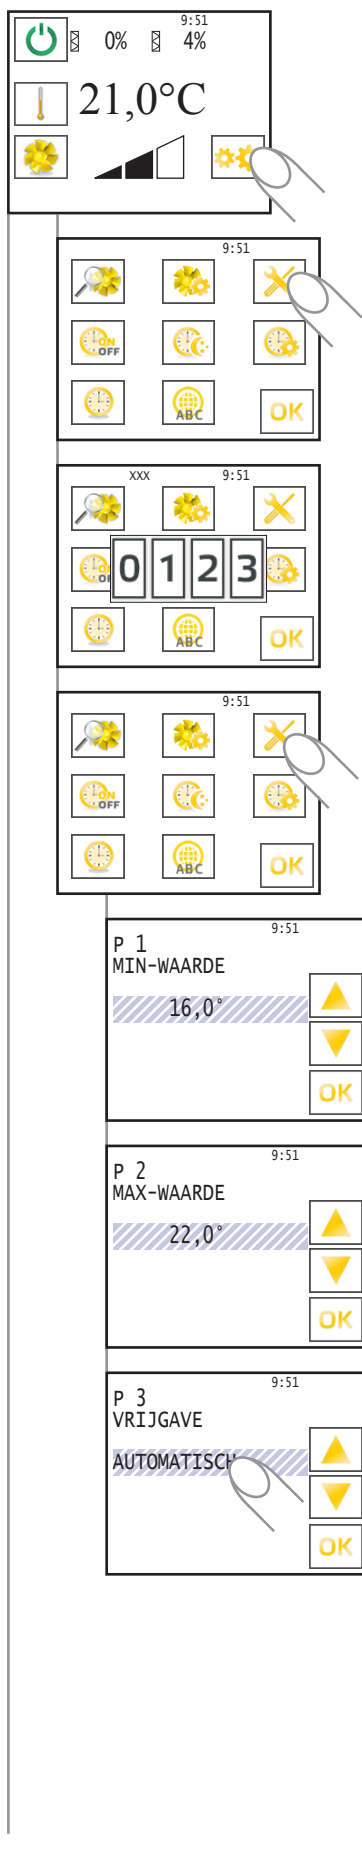 9:51
0% 4%
21,0°C
9:51
ON
OFF
ABC
OK
XXX 9:51
0 1 2 3
ABC
OK
9:51
ON
OFF
ABC
OK
9:51
P 1
MIN-WAARDE
16,0°
OK
9:51
P 2
MAX-WAARDE
22,0°
OK
9:51
P 3
VRIJGAVE
AUTOMATISCH
OK